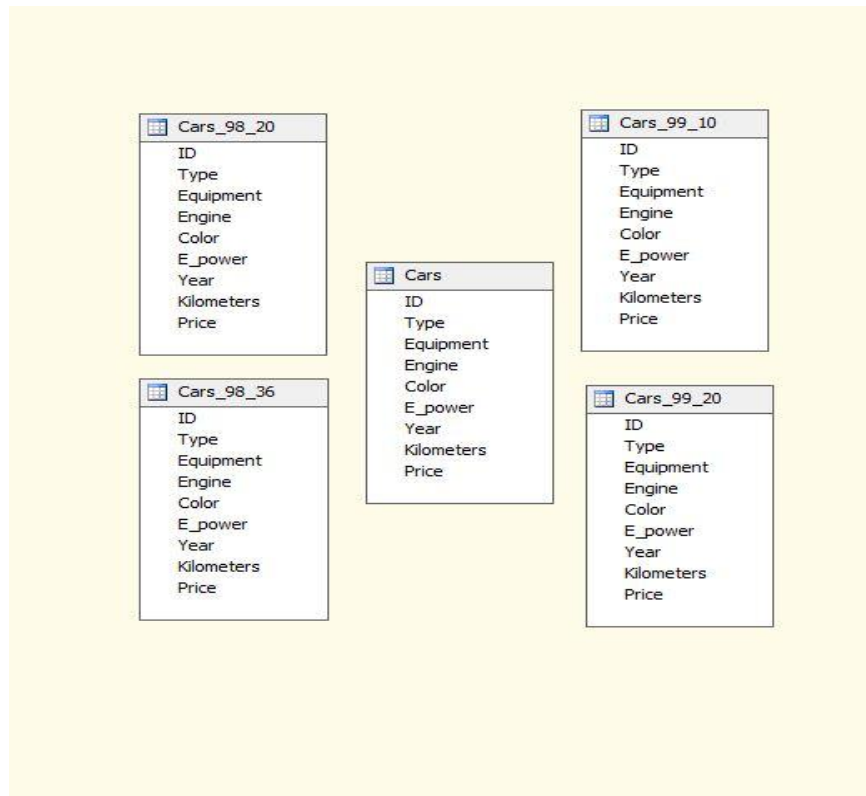 Cars_98_20
ID
Type
Equipment
Engine
Color
E_power
Year
Kilometers
Price
Cars_98_36
ID
Type
Equipment
Engine
Color
E_power
Year
Kilometers
Price
Cars
ID
Type
Equipment
Engine
Color
E_power
Year
Kilometers
Price
Cars_99_10
ID
Type
Equipment
Engine
Color
E_power
Year
Kilometers
Price
Cars_99_20
ID
Type
Equipment
Engine
Color
E_power
Year
Kilometers
Price